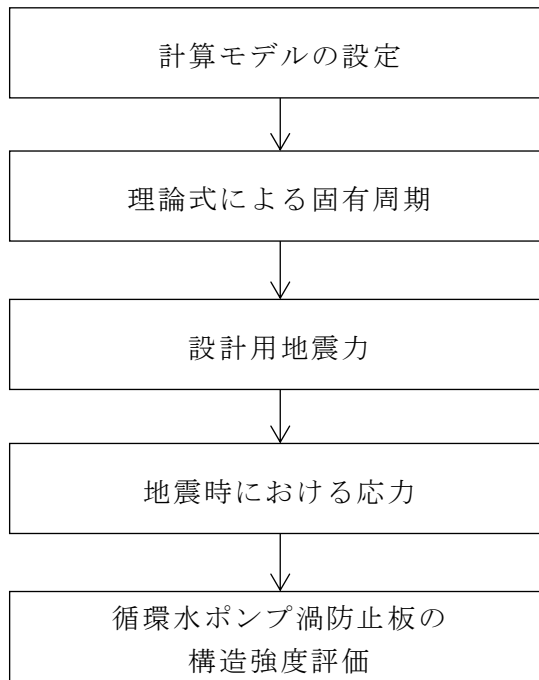 計算モデルの設定
理論式による固有周期
設計用地震力
地震時における応力
循環水ポンプ渦防止板の
構造強度評価